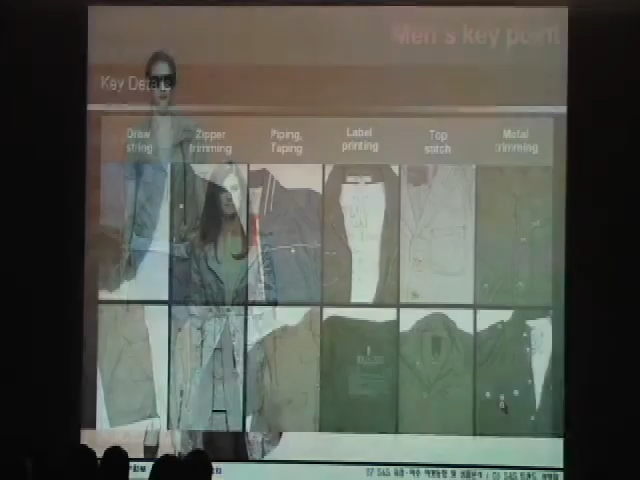 Men's key point
Key Details
Draw string
Zipper trimming
Piping, Taping
Label printing
Top stitch
Metal trimming